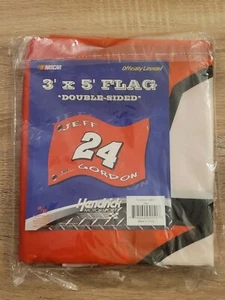 NASCAR
Officially Licensed
3' x 5' FLAG
*DOUBLE-SIDED*
JEFF
24
GORDON
Hendrick